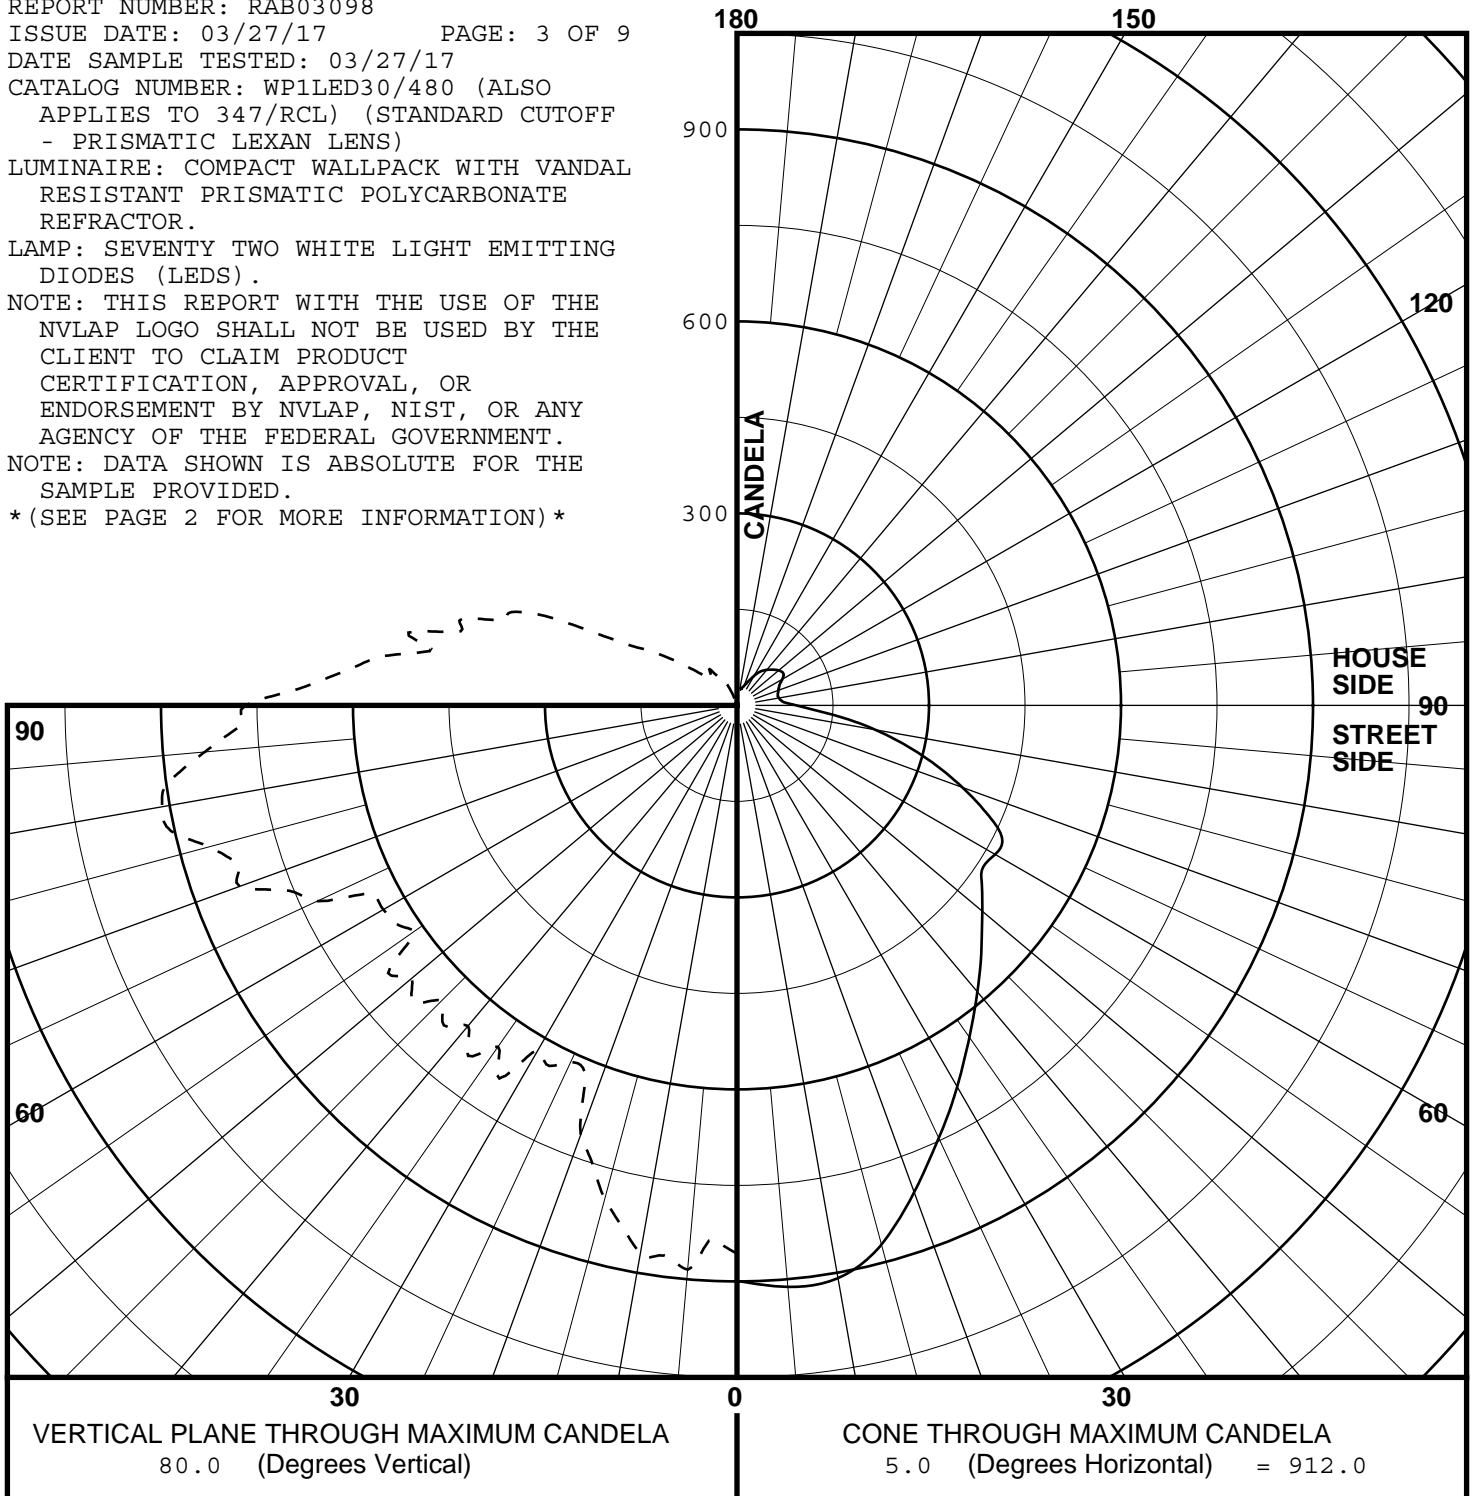 REPORT NUMBER: RAB03098
ISSUE DATE: 03/27/17 PAGE: 3 OF 9
DATE SAMPLE TESTED: 03/27/17
CATALOG NUMBER: WP1LED30/480 (ALSO
APPLIES TO 347/RCL) (STANDARD CUTOFF
- PRISMATIC LEXAN LENS)
LUMINAIRE: COMPACT WALLPACK WITH VANDAL
RESISTANT PRISMATIC POLYCARBONATE
REFRACTOR.
LAMP: SEVENTY TWO WHITE LIGHT EMITTING
DIODES (LEDS).
NOTE: THIS REPORT WITH THE USE OF THE
NVLAP LOGO SHALL NOT BE USED BY THE
CLIENT TO CLAIM PRODUCT
CERTIFICATION, APPROVAL, OR
ENDORSEMENT BY NVLAP, NIST, OR ANY
AGENCY OF THE FEDERAL GOVERNMENT.
NOTE: DATA SHOWN IS ABSOLUTE FOR THE
SAMPLE PROVIDED.
*(SEE PAGE 2 FOR MORE INFORMATION)*
180
150
900
120
600
CANDELA
300
HOUSE
SIDE
90
90
STREET
SIDE
60
60
30
0
30
VERTICAL PLANE THROUGH MAXIMUM CANDELA
80.0 (Degrees Vertical)
CONE THROUGH MAXIMUM CANDELA
5.0 (Degrees Horizontal) = 912.0